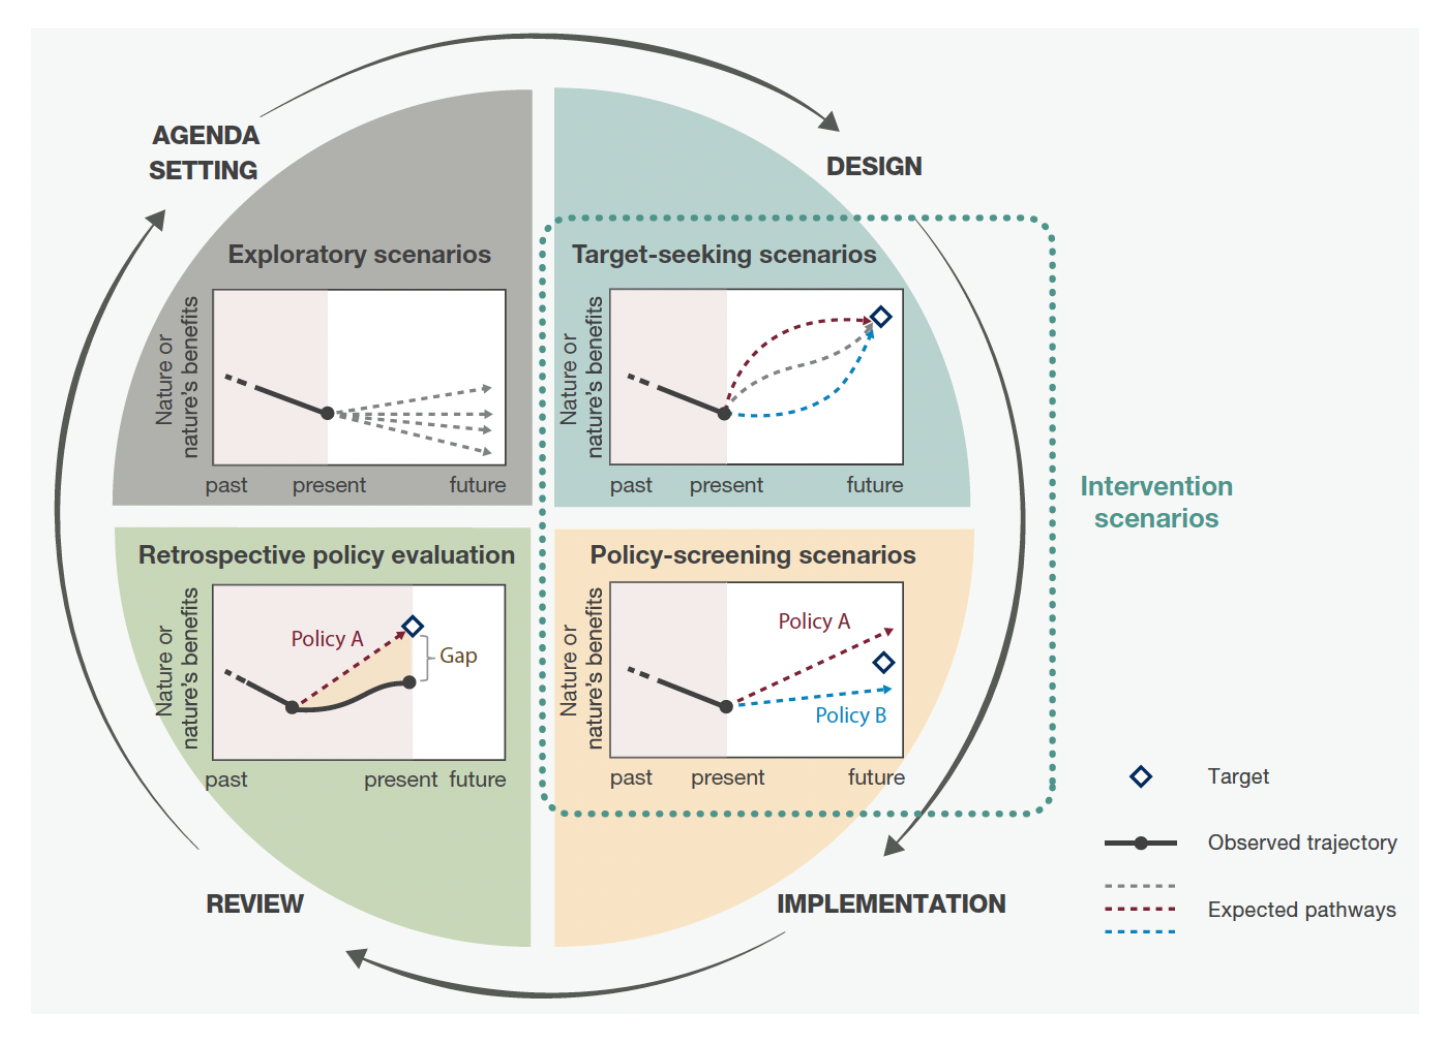 AGENDA
SETTING
DESIGN
Exploratory scenarios
Nature or
nature's benefits
past present future
Target-seeking scenarios
Nature or
nature's benefits
past present future
Intervention
scenarios
Retrospective policy evaluation
Nature or
nature's benefits
Policy A
Gap
past present future
Policy-screening scenarios
Nature or
nature's benefits
Policy A
Policy B
past present future
REVIEW
IMPLEMENTATION
Target
Observed trajectory
Expected pathways